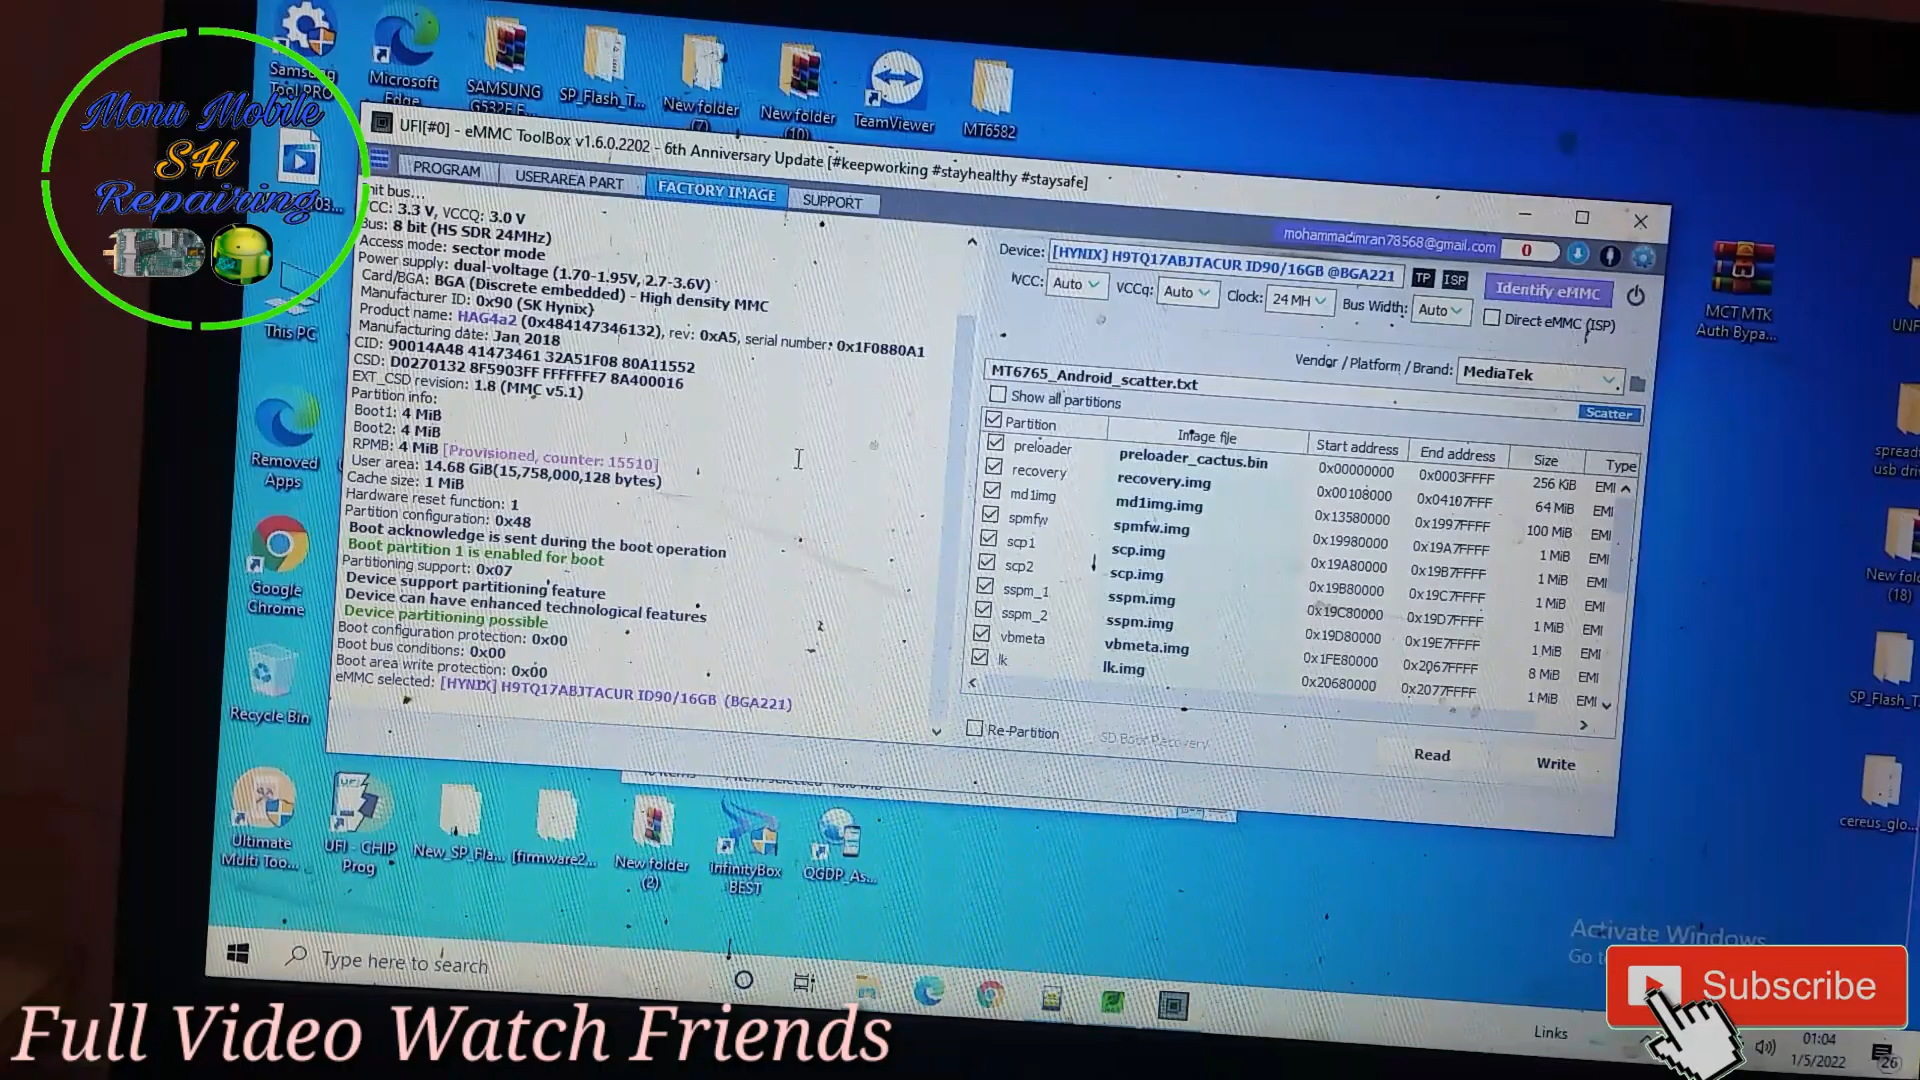 Samsung
Tool PRO
Microsoft
Edge
SAMSUNG
SP_Flash_T...
New folder
(7)
New folder
(10)
TeamViewer
MT6582
Monu Mobile
SH
Repairing
This PC
Removed
Apps
Google
Chrome
Recycle Bin
UFI[#0] - eMMC ToolBox v1.6.0.2202 - 6th Anniversary Update [#keepworking #stayhealthy #staysafe]
PROGRAM
USERAREA PART
FACTORY IMAGE
SUPPORT
bus...
3.3 V, VCCQ: 3.0 V
Bus: 8 bit (HS SDR 24MHz)
Access mode: sector mode
Power supply: dual-voltage (1.70-1.95V, 2.7-3.6V)
Card/BGA: BGA (Discrete embedded) - High density MMC
Manufacturer ID: 0x90 (SK Hynix)
Product name: HAG4a2 (0x484147346132), rev: 0xA5, serial number: 0x1F0880A1
Manufacturing date: Jan 2018
CID: 90014A48 41473461 32A51F08 80A11552
CSD: D0270132 8F5903FF FFFFFFE7 8A400016
EXT_CSD revision: 1.8 (MMC v5.1)
Partition info:
Boot1: 4 MiB
Boot2: 4 MiB
RPMB: 4 MiB [Provisioned, counter: 15510]
User area: 14.68 GiB(15,758,000,128 bytes)
Cache size: 1 MiB
Hardware reset function: 1
Partition configuration: 0x48
Boot acknowledge is sent during the boot operation
Boot partition 1 is enabled for boot
Partitioning support: 0x07
Device support partitioning feature
Device can have enhanced technological features
Device partitioning possible
Boot configuration protection: 0x00
Boot bus conditions: 0x00
Boot area write protection: 0x00
eMMC selected: [HYNIX] H9TQ17ABJTACUR ID90/16GB (BGA221)
mohammadimran78568@gmail.com 0
Device: [HYNIX] H9TQ17ABJTACUR ID90/16GB @BGA221 TP ISP Identify eMMC
VCC: Auto VCCq: Auto Clock: 24 MH Bus Width: Auto Direct eMMC (ISP)
Vendor / Platform / Brand: MediaTek
MT6765_Android_scatter.txt
Show all partitions Scatter
Partition Image file Start address End address Size Type
preloader preloader_cactus.bin 0x00000000 0x0003FFFF 256 KiB EMI
recovery recovery.img 0x00108000 0x04107FFF 64 MiB EMI
md1img md1img.img 0x13580000 0x1997FFFF 100 MiB EMI
spmfw spmfw.img 0x19980000 0x19A7FFFF 1 MiB EMI
scp1 scp.img 0x19A80000 0x19B7FFFF 1 MiB EMI
scp2 scp.img 0x19B80000 0x19C7FFFF 1 MiB EMI
sspm_1 sspm.img 0x19C80000 0x19D7FFFF 1 MiB EMI
sspm_2 sspm.img 0x19D80000 0x19E7FFFF 1 MiB EMI
vbmeta vbmeta.img 0x1FE80000 0x2067FFFF 8 MiB EMI
lk lk.img 0x20680000 0x2077FFFF 1 MiB EMI
Re-Partition SD Boot Recovery Read Write
MCT MTK
Auth Bypa...
New fol
(18)
SP_Flash_T
cereus_glo...
Ultimate
Multi Too...
UFI - CHIP
Prog
New_SP_Fla...
[firmware2...
New folder
(2)
InfinityBox
BEST
QGDP_As...
Activate Windows
Subscribe
Type here to search
Links
01:04
1/5/2022
26
Full Video Watch Friends